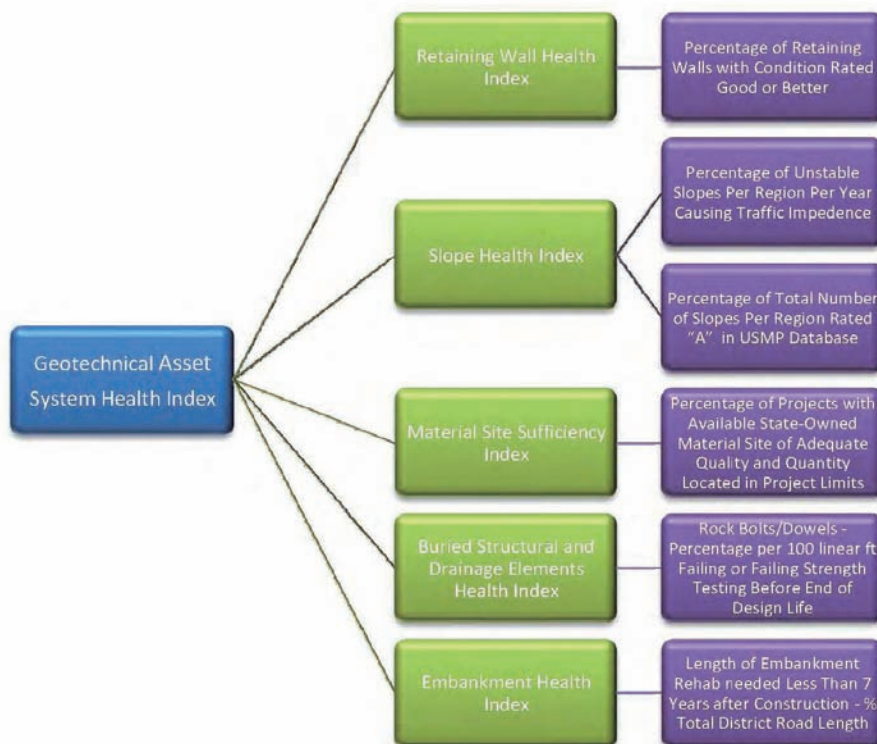 Geotechnical Asset
System Health Index
Retaining Wall Health
Index
Percentage of Retaining
Walls with Condition Rated
Good or Better
Slope Health Index
Percentage of Unstable
Slopes Per Region Per Year
Causing Traffic Impedence
Percentage of Total Number
of Slopes Per Region Rated
“A” in USMP Database
Material Site Sufficiency
Index
Percentage of Projects with
Available State-Owned
Material Site of Adequate
Quality and Quantity
Located in Project Limits
Buried Structural and
Drainage Elements
Health Index
Rock Bolts/Dowels -
Percentage per 100 linear ft
Failing or Failing Strength
Testing Before End of
Design Life
Embankment Health
Index
Length of Embankment
Rehab needed Less Than 7
Years after Construction - %
Total District Road Length